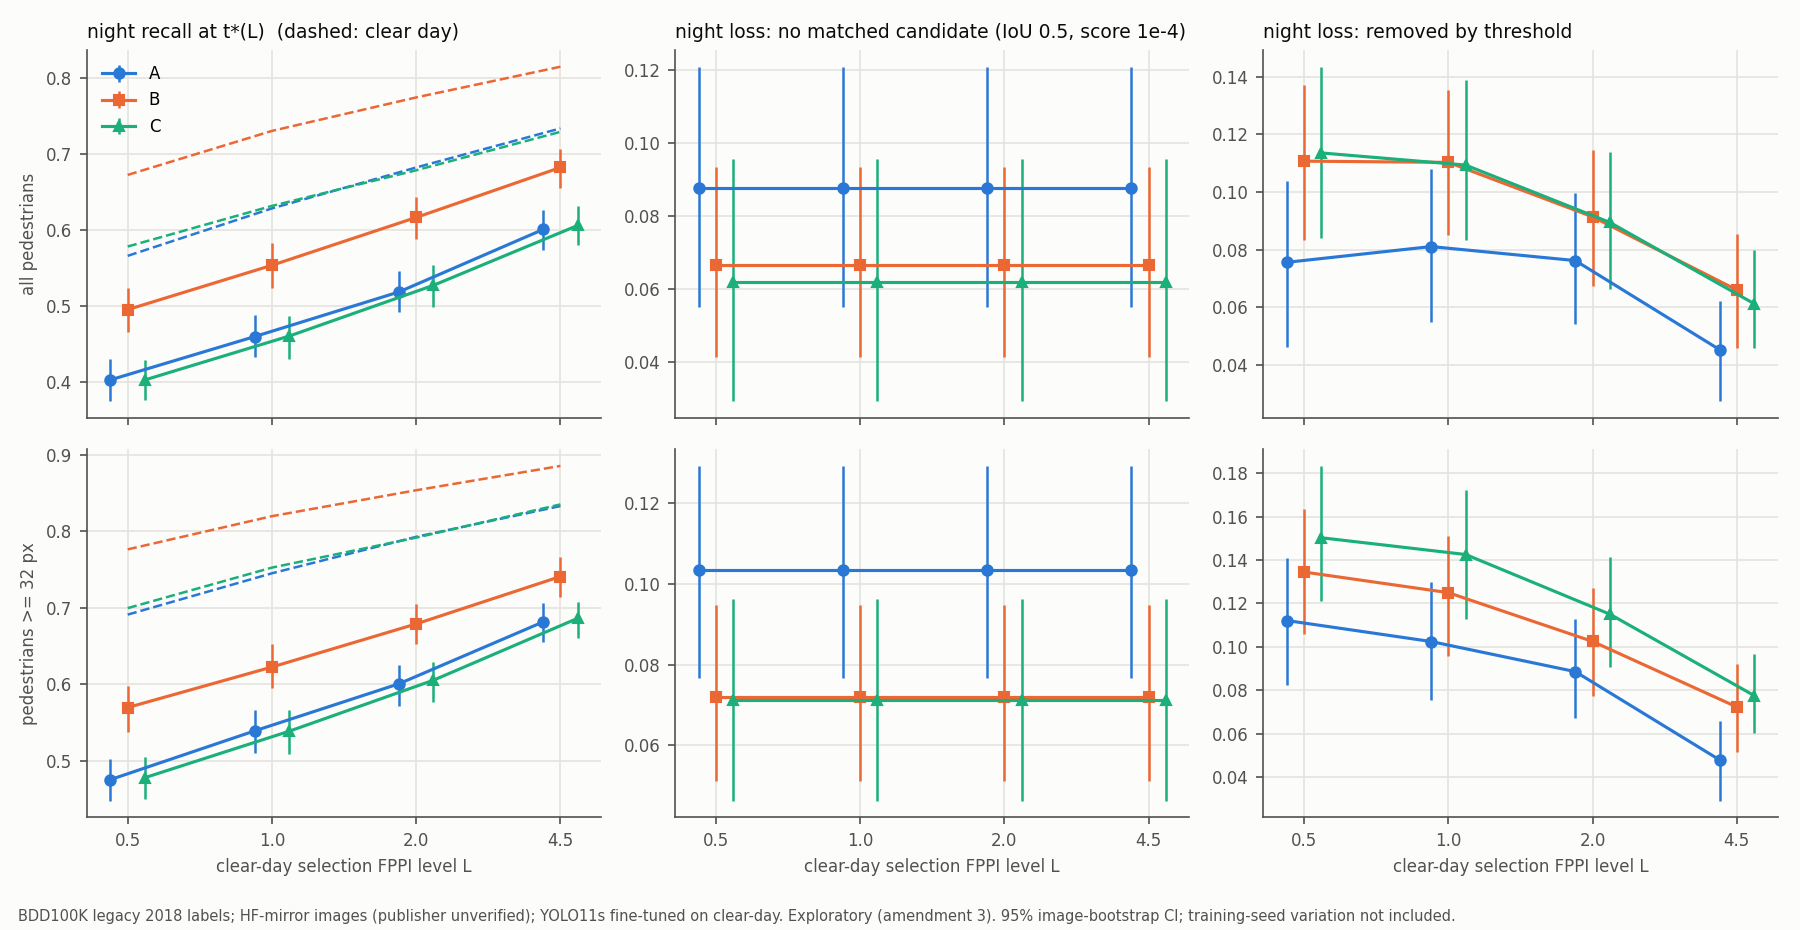 night recall at t*(L)  (dashed: clear day)
night loss: no matched candidate (IoU 0.5, score 1e-4)
night loss: removed by threshold
A
B
C
all pedestrians
0.8
0.7
0.6
0.5
0.4
0.12
0.10
0.08
0.06
0.04
0.14
0.12
0.10
0.08
0.06
0.04
pedestrians >= 32 px
0.9
0.8
0.7
0.6
0.5
0.12
0.10
0.08
0.06
0.18
0.16
0.14
0.12
0.10
0.08
0.06
0.04
0.5 1.0 2.0 4.5
0.5 1.0 2.0 4.5
0.5 1.0 2.0 4.5
clear-day selection FPPI level L
clear-day selection FPPI level L
clear-day selection FPPI level L
BDD100K legacy 2018 labels; HF-mirror images (publisher unverified); YOLO11s fine-tuned on clear-day. Exploratory (amendment 3). 95% image-bootstrap CI; training-seed variation not included.